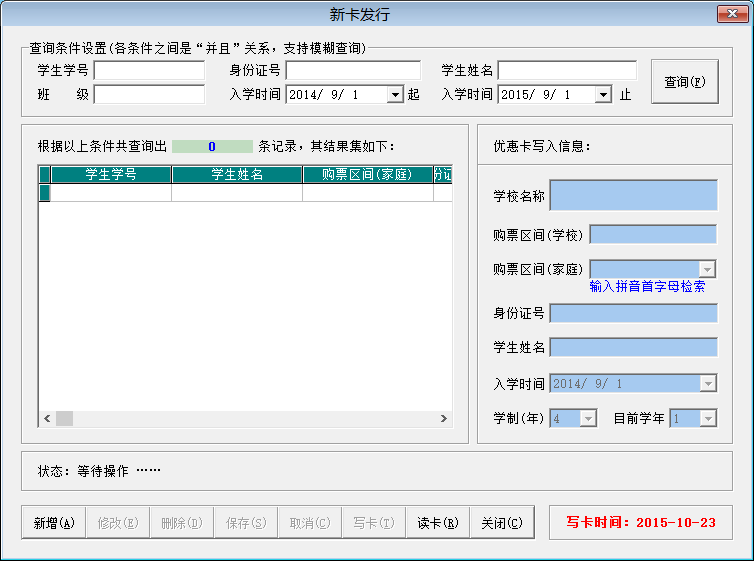 新卡发行
查询条件设置(各条件之间是“并且”关系，支持模糊查询)
学生学号 身份证号 学生姓名 查询(F)
班 级 入学时间 2014/ 9/ 1 起 入学时间 2015/ 9/ 1 止
根据以上条件共查询出 0 条记录，其结果集如下：
学生学号 学生姓名 购票区间(家庭) 份证
优惠卡写入信息：
学校名称
购票区间(学校)
购票区间(家庭)
输入拼音首字母检索
身份证号
学生姓名
入学时间 2014/ 9/ 1
学制(年) 4 目前学年 1
状态：等待操作 ……
新增(A) 修改(E) 删除(D) 保存(S) 取消(C) 写卡(T) 读卡(R) 关闭(C) 写卡时间：2015-10-23